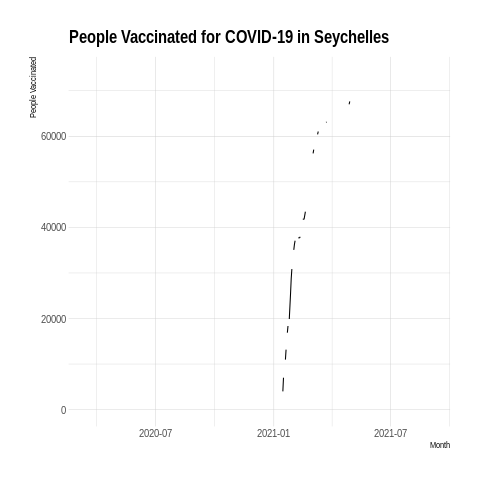 People Vaccinated for COVID-19 in Seychelles
People Vaccinated
60000
40000
20000
0
2020-07 2021-01 2021-07
Month